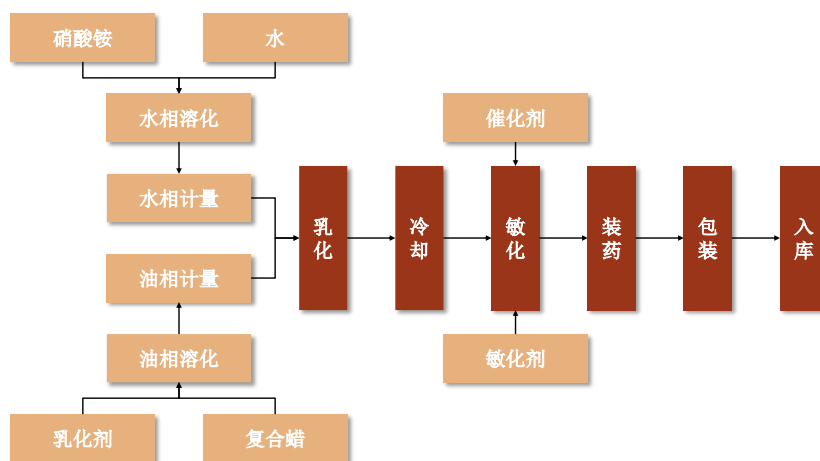 硝酸铵
水
水相溶化
催化剂
水相计量
乳化
冷却
敏化
装药
包装
入库
油相计量
油相溶化
敏化剂
乳化剂
复合蜡